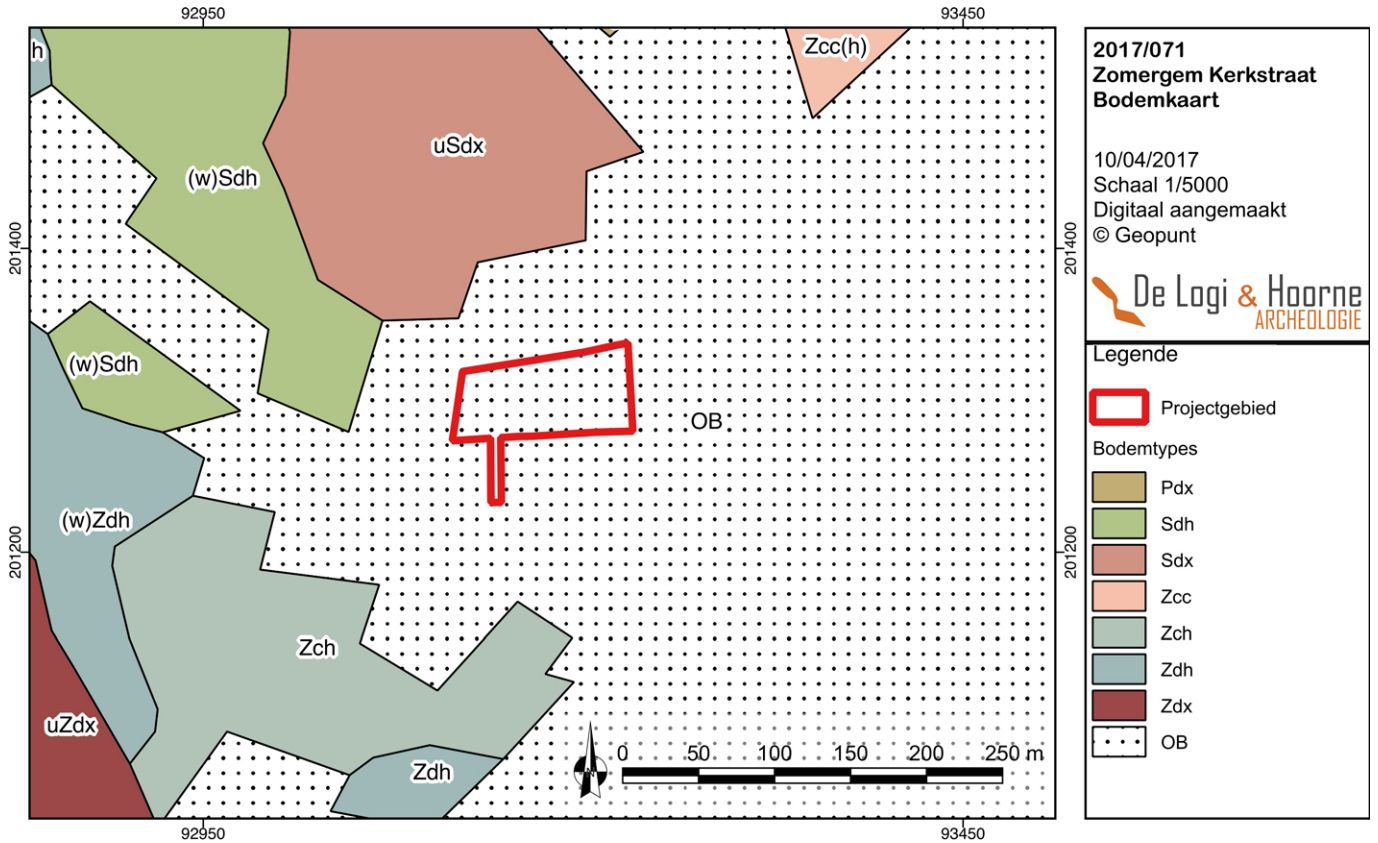 92950
93450
h
Zcc(h)
uSdx
(w)Sdh
201400
201400
(w)Sdh
OB
(w)Zdh
201200
201200
Zch
uZdx
Zdh
0 50 100 150 200 250 m
N
92950
93450
2017/071
Zomergem Kerkstraat
Bodemkaart
10/04/2017
Schaal 1/5000
Digitaal aangemaakt
© Geopunt
De Logi & Hoorne
ARCHEOLOGIE
Legende
Projectgebied
Bodemtypes
Pdx
Sdh
Sdx
Zcc
Zch
Zdh
Zdx
OB